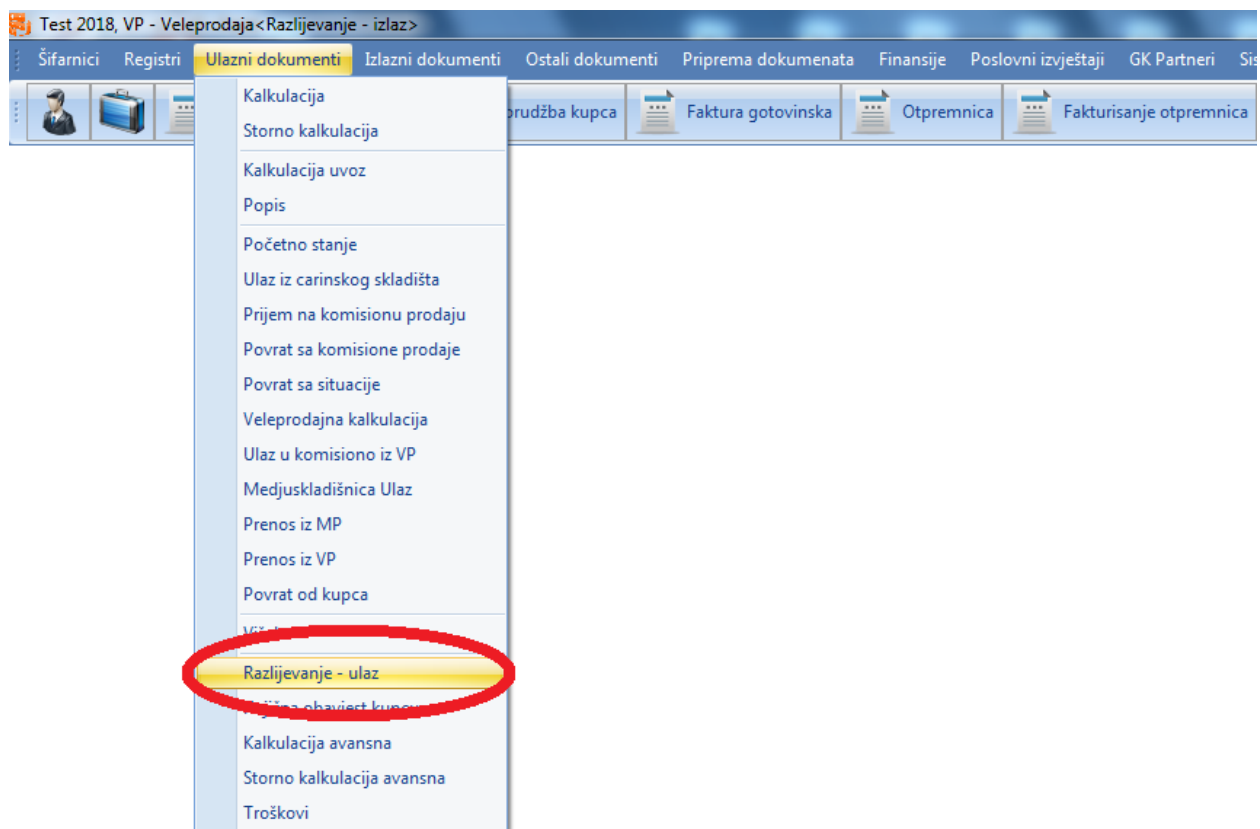 Test 2018, VP - Veleprodaja<Razlijevanje - izlaz>
Šifarnici Registri Ulazni dokumenti Izlazni dokumenti Ostali dokumenti Priprema dokumenata Finansije Poslovni izvještaji GK Partneri
kupca Faktura gotovinska Otpremnica Fakturisanje otpremnica
Kalkulacija
Storno kalkulacija
Kalkulacija uvoz
Popis
Početno stanje
Ulaz iz carinskog skladišta
Prijem na komisionu prodaju
Povrat sa komisione prodaje
Povrat sa situacije
Veleprodajna kalkulacija
Ulaz u komisiono iz VP
Medjuskladišnica Ulaz
Prenos iz MP
Prenos iz VP
Povrat od kupca
Razlijevanje - ulaz
Kalkulacija avansna
Storno kalkulacija avansna
Troškovi